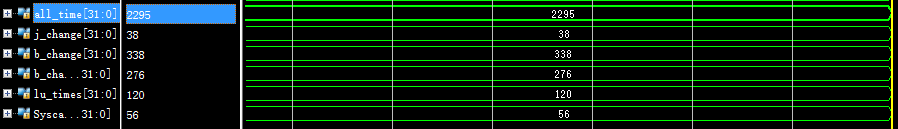 all_time[31:0] 2295 2295
j_change[31:0] 38 38
b_change[31:0] 338 338
b_cha...31:0] 276 276
lu_times[31:0] 120 120
Sysca...31:0] 56 56